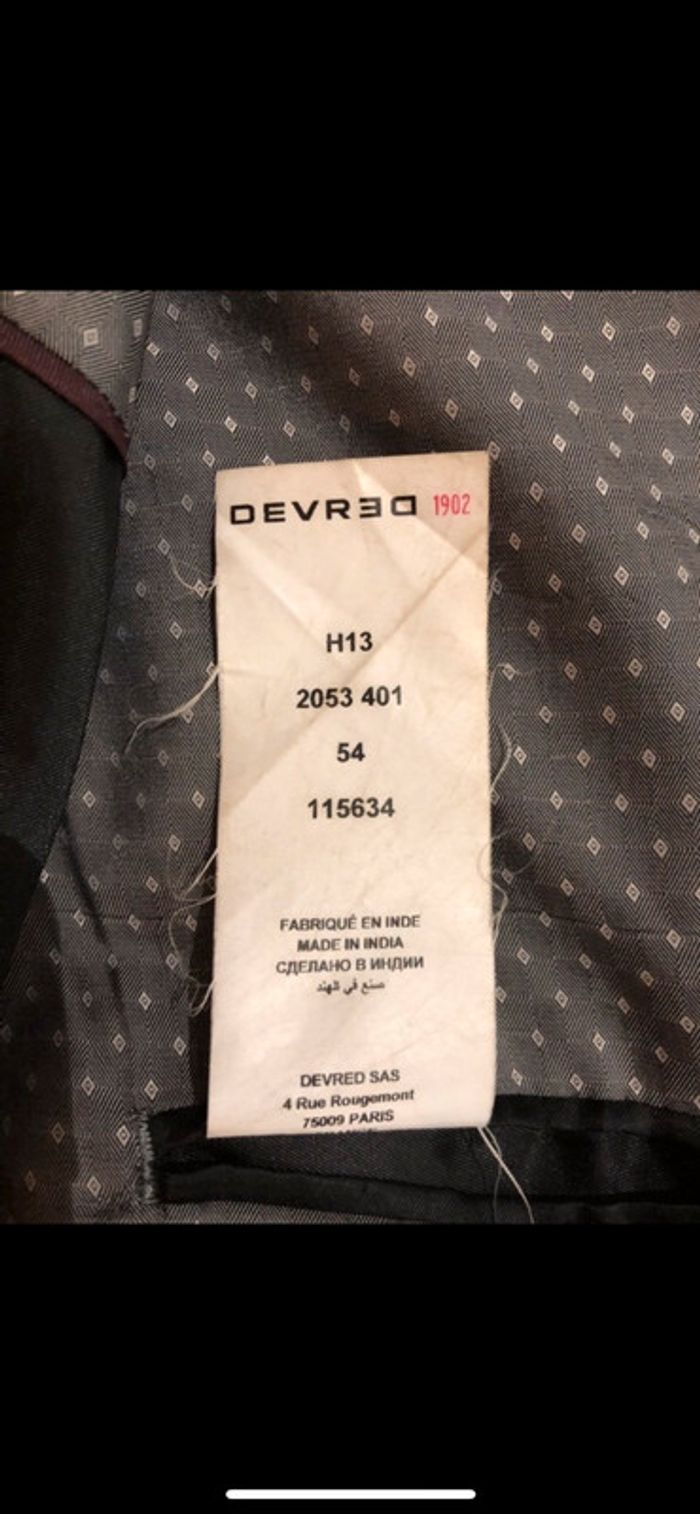 DEVRED 1902
H13
2053 401
54
115634
FABRIQUÉ EN INDE
MADE IN INDIA
СДЕЛАНО В ИНДИИ
صنع في الهند
DEVRED SAS
4 Rue Rougemont
75009 PARIS